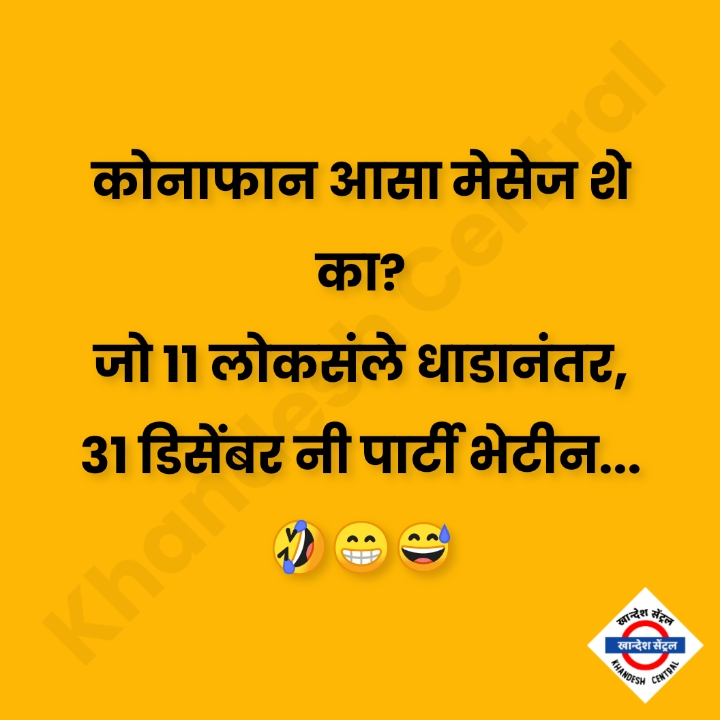 कोनाफान आसा मेसेज शे
का?
जो 11 लोकसंले धाडानंतर,
31 डिसेंबर नी पार्टी भेटीन...
🤣😁😅
Khandesh Central
खान्देश सेंट्रल
खान्देश सेंट्रल
KHANDESH CENTRAL